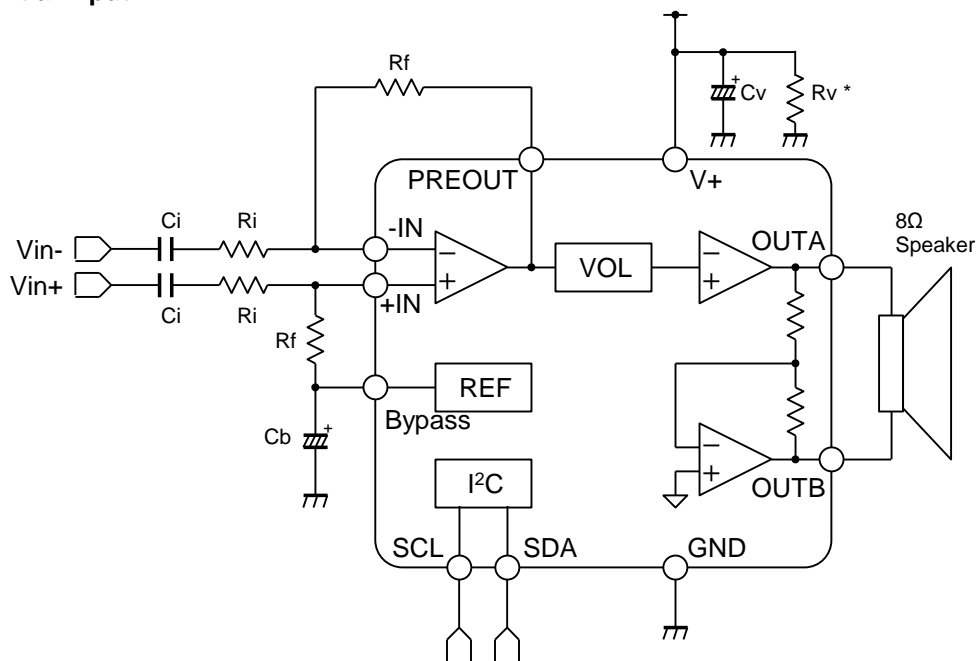 Rf
+
Cv
Rv *
PREOUT
V+
Ci
Ri
-IN
8Ω
Speaker
Vin-
OUTA
−
+
VOL
−
+
Vin+
Ci
Ri
+IN
Rf
REF
Bypass
Cb
+
−
+
I²C
OUTB
SCL
SDA
GND